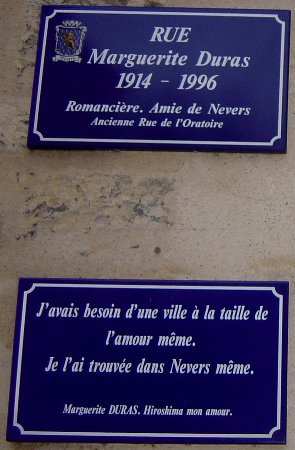 RUE
Marguerite Duras
1914 - 1996
Romancière. Amie de Nevers
Ancienne Rue de l'Oratoire
J'avais besoin d'une ville à la taille de
l'amour même.
Je l'ai trouvée dans Nevers même.
Marguerite DURAS. Hiroshima mon amour.